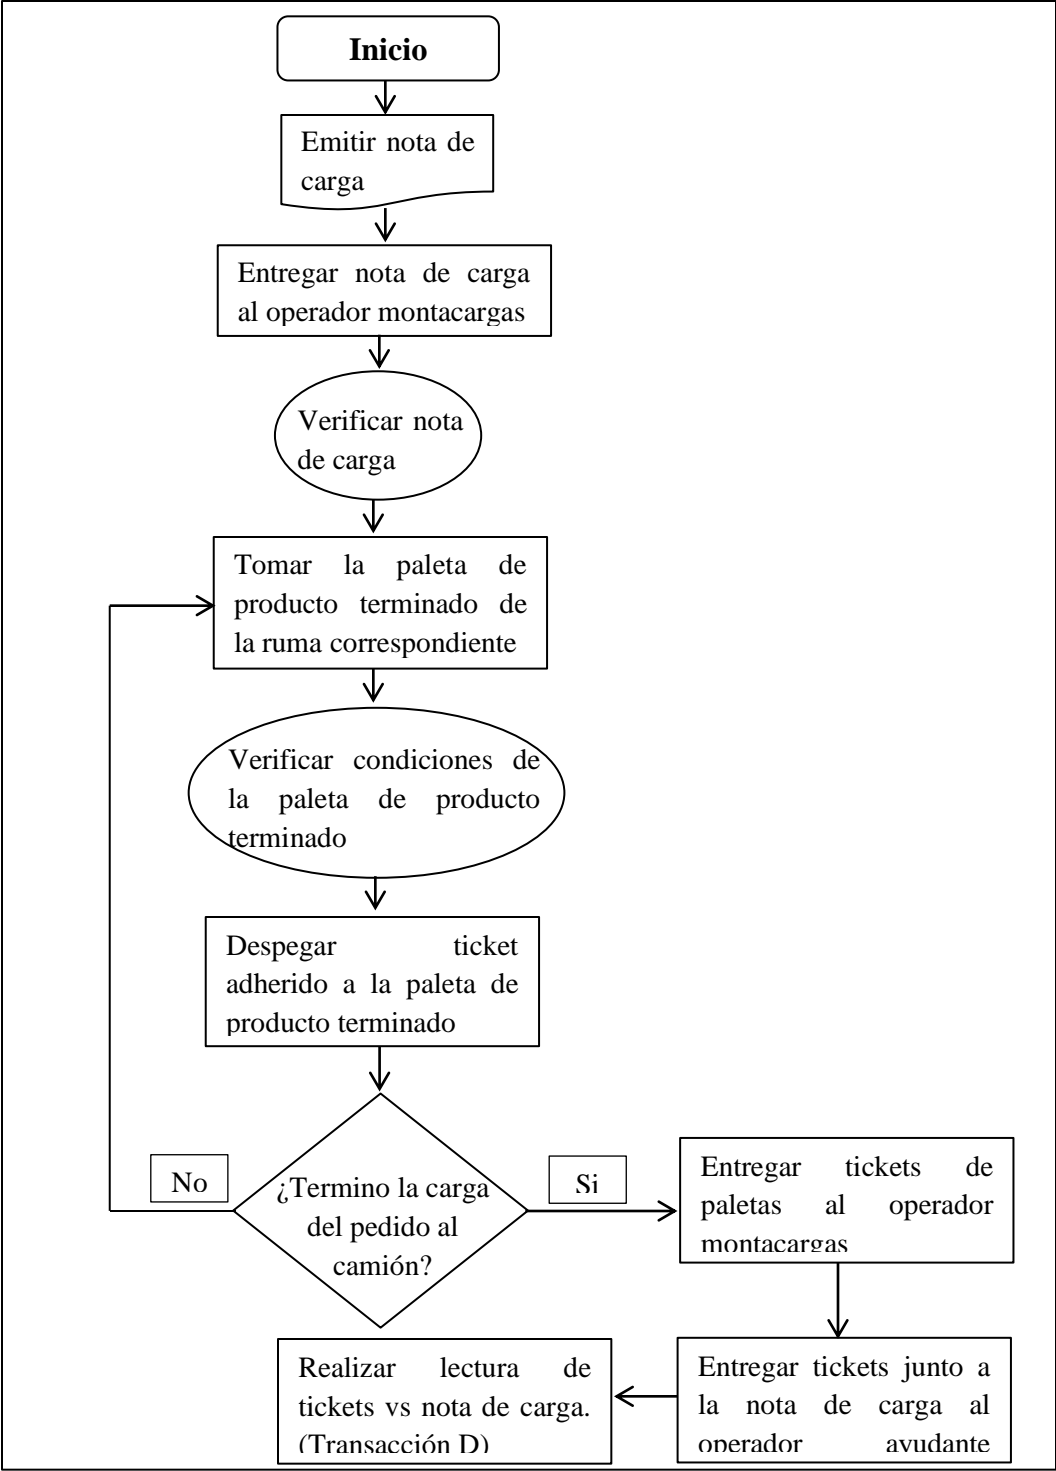 Inicio
Emitir nota de
carga
Entregar nota de carga
al operador montacargas
Verificar nota
de carga
Tomar la paleta de
producto terminado de
la ruma correspondiente
Verificar condiciones de
la paleta de producto
terminado
Despegar ticket
adherido a la paleta de
producto terminado
No
¿Termino la carga
del pedido al
camión?
Si
Entregar tickets de
paletas al operador
montacargas
Entregar tickets junto a
la nota de carga al
operador ayudante
Realizar lectura de
tickets vs nota de carga.
(Transacción D)